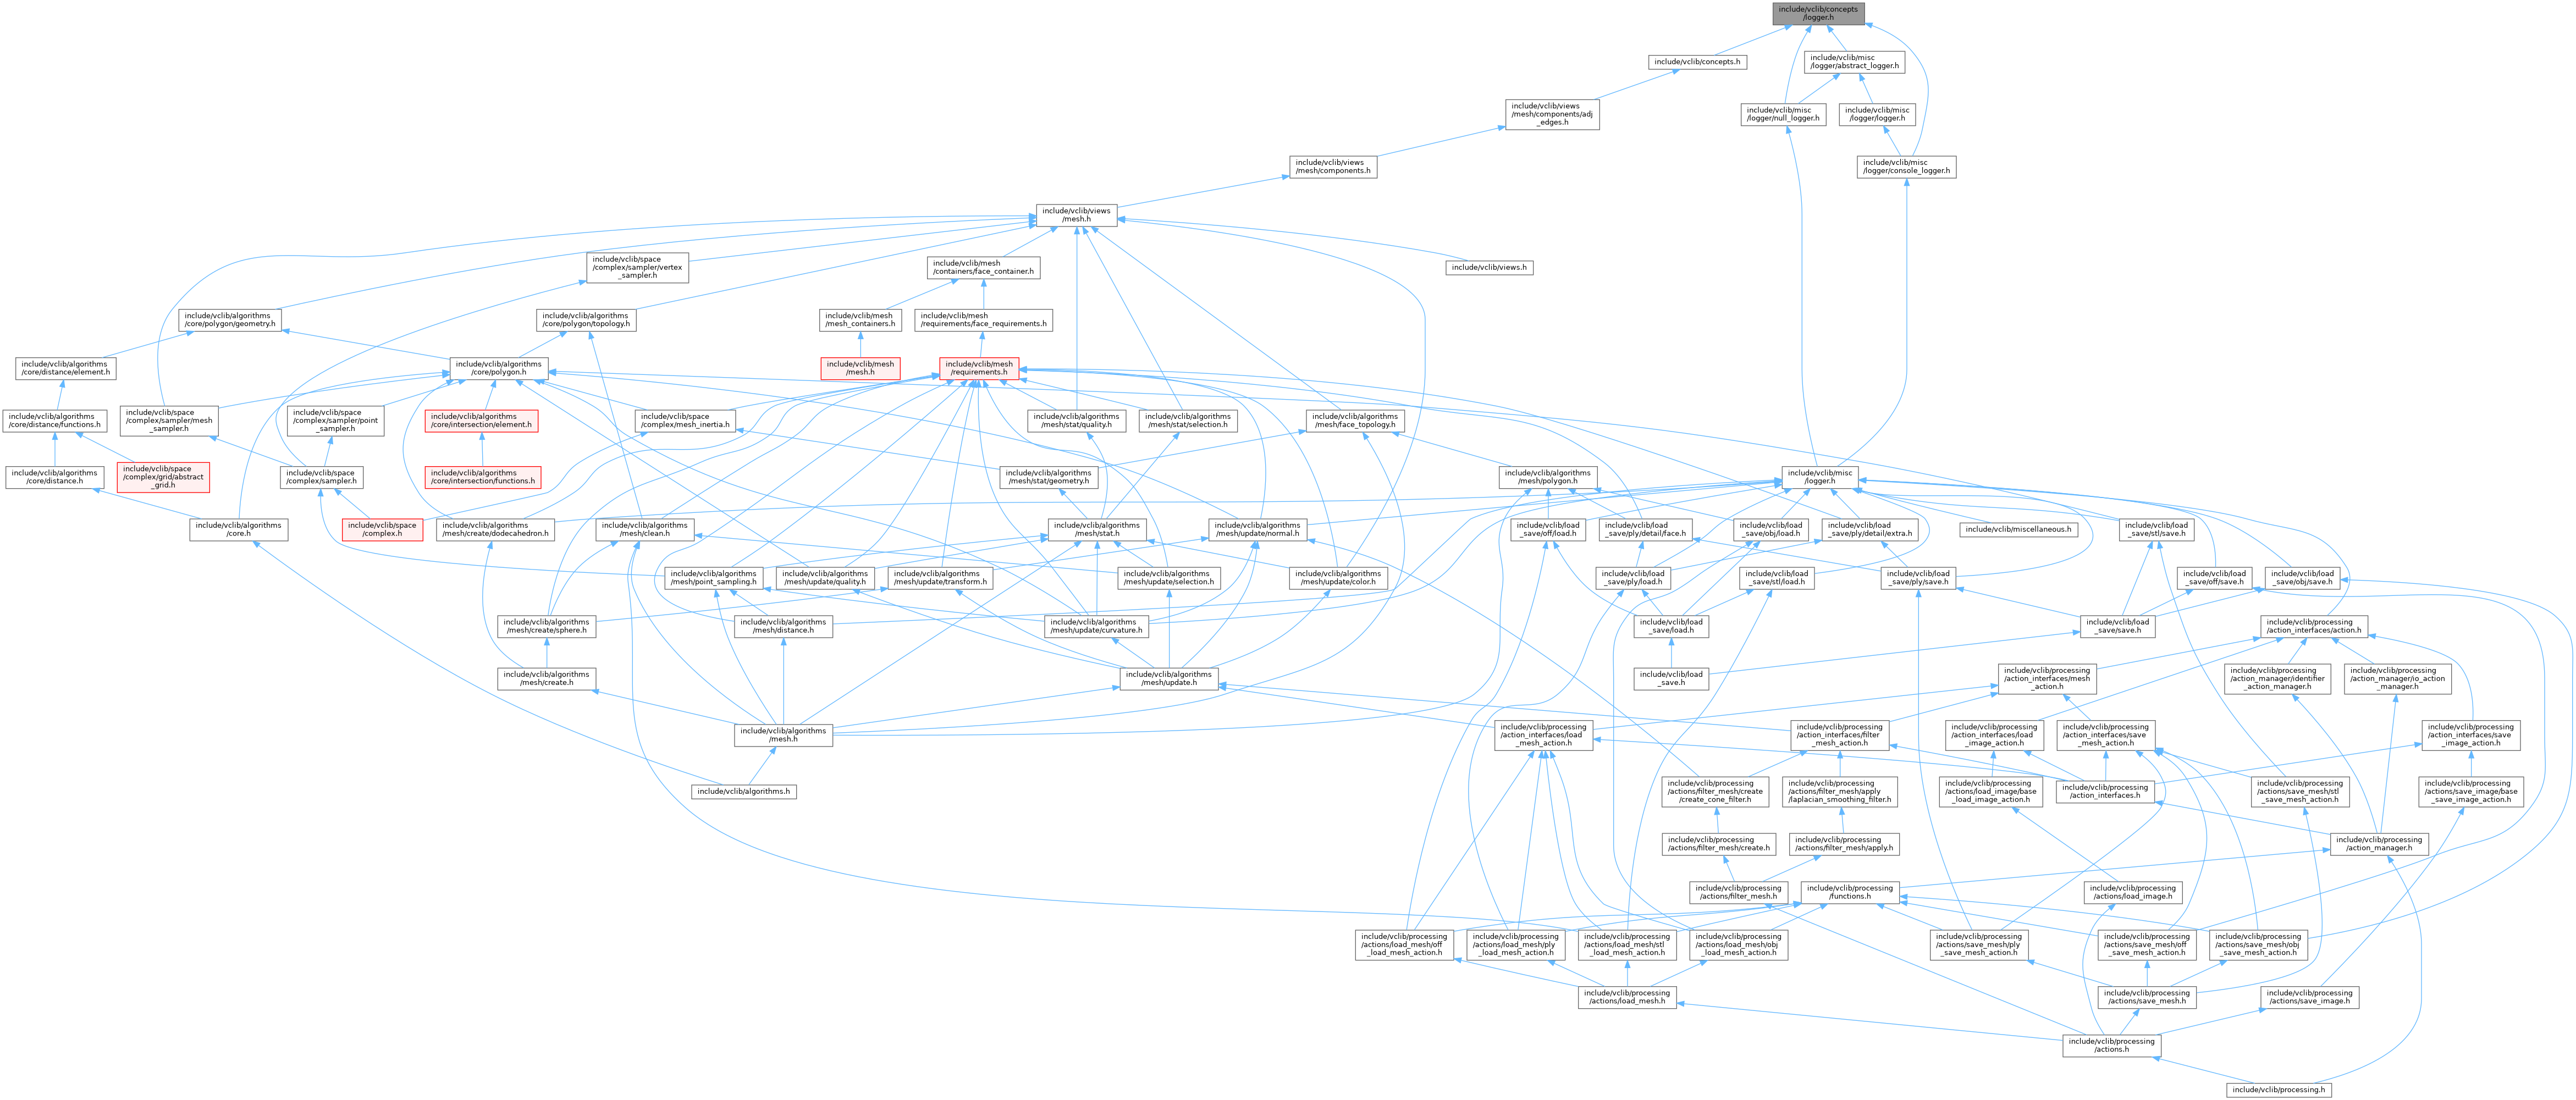 include/vclib/concepts
/logger.h
include/vclib/concepts.h
include/vclib/misc
/logger/abstract_logger.h
include/vclib/views
/mesh/components/adj
_edges.h
include/vclib/misc
/logger/null_logger.h
include/vclib/misc
/logger/logger.h
include/vclib/views
/mesh/components.h
include/vclib/misc
/logger/console_logger.h
include/vclib/views
/mesh.h
include/vclib/space
/complex/sampler/vertex
_sampler.h
include/vclib/mesh
/containers/face_container.h
include/vclib/views.h
include/vclib/algorithms
/core/polygon/geometry.h
include/vclib/algorithms
/core/polygon/topology.h
include/vclib/mesh
/mesh_containers.h
include/vclib/mesh
/requirements/face_requirements.h
include/vclib/algorithms
/core/distance/element.h
include/vclib/algorithms
/core/polygon.h
include/vclib/mesh
/mesh.h
include/vclib/mesh
/requirements.h
include/vclib/algorithms
/core/distance/functions.h
include/vclib/space
/complex/sampler/mesh
_sampler.h
include/vclib/space
/complex/sampler/point
_sampler.h
include/vclib/algorithms
/core/intersection/element.h
include/vclib/space
/complex/mesh_inertia.h
include/vclib/algorithms
/mesh/stat/quality.h
include/vclib/algorithms
/mesh/stat/selection.h
include/vclib/algorithms
/mesh/face_topology.h
include/vclib/algorithms
/core/distance.h
include/vclib/space
/complex/grid/abstract
_grid.h
include/vclib/space
/complex/sampler.h
include/vclib/algorithms
/core/intersection/functions.h
include/vclib/algorithms
/mesh/stat/geometry.h
include/vclib/algorithms
/mesh/polygon.h
include/vclib/misc
/logger.h
include/vclib/algorithms
/core.h
include/vclib/space
/complex.h
include/vclib/algorithms
/mesh/create/dodecahedron.h
include/vclib/algorithms
/mesh/clean.h
include/vclib/algorithms
/mesh/stat.h
include/vclib/algorithms
/mesh/update/normal.h
include/vclib/load
_save/off/load.h
include/vclib/load
_save/ply/detail/face.h
include/vclib/load
_save/obj/load.h
include/vclib/load
_save/ply/detail/extra.h
include/vclib/miscellaneous.h
include/vclib/load
_save/stl/save.h
include/vclib/algorithms
/mesh/point_sampling.h
include/vclib/algorithms
/mesh/update/quality.h
include/vclib/algorithms
/mesh/update/transform.h
include/vclib/algorithms
/mesh/update/selection.h
include/vclib/algorithms
/mesh/update/color.h
include/vclib/load
_save/ply/load.h
include/vclib/load
_save/stl/load.h
include/vclib/load
_save/ply/save.h
include/vclib/load
_save/off/save.h
include/vclib/load
_save/obj/save.h
include/vclib/algorithms
/mesh/create/sphere.h
include/vclib/algorithms
/mesh/distance.h
include/vclib/algorithms
/mesh/update/curvature.h
include/vclib/load
_save/load.h
include/vclib/load
_save/save.h
include/vclib/processing
/action_interfaces/action.h
include/vclib/algorithms
/mesh/create.h
include/vclib/algorithms
/mesh/update.h
include/vclib/load
_save.h
include/vclib/processing
/action_interfaces/mesh
_action.h
include/vclib/processing
/action_manager/identifier
_action_manager.h
include/vclib/processing
/action_manager/io_action
_manager.h
include/vclib/algorithms
/mesh.h
include/vclib/processing
/action_interfaces/load
_mesh_action.h
include/vclib/processing
/action_interfaces/filter
_mesh_action.h
include/vclib/processing
/action_interfaces/load
_image_action.h
include/vclib/processing
/action_interfaces/save
_mesh_action.h
include/vclib/processing
/action_interfaces/save
_image_action.h
include/vclib/algorithms.h
include/vclib/processing
/actions/filter_mesh/create
/create_cone_filter.h
include/vclib/processing
/actions/filter_mesh/apply
/laplacian_smoothing_filter.h
include/vclib/processing
/actions/load_image/base
_load_image_action.h
include/vclib/processing
/action_interfaces.h
include/vclib/processing
/actions/save_mesh/stl
_save_mesh_action.h
include/vclib/processing
/actions/save_image/base
_save_image_action.h
include/vclib/processing
/actions/filter_mesh/create.h
include/vclib/processing
/actions/filter_mesh/apply.h
include/vclib/processing
/action_manager.h
include/vclib/processing
/actions/filter_mesh.h
include/vclib/processing
/functions.h
include/vclib/processing
/actions/load_image.h
include/vclib/processing
/actions/load_mesh/off
_load_mesh_action.h
include/vclib/processing
/actions/load_mesh/ply
_load_mesh_action.h
include/vclib/processing
/actions/load_mesh/stl
_load_mesh_action.h
include/vclib/processing
/actions/load_mesh/obj
_load_mesh_action.h
include/vclib/processing
/actions/save_mesh/ply
_save_mesh_action.h
include/vclib/processing
/actions/save_mesh/off
_save_mesh_action.h
include/vclib/processing
/actions/save_mesh/obj
_save_mesh_action.h
include/vclib/processing
/actions/load_mesh.h
include/vclib/processing
/actions/save_mesh.h
include/vclib/processing
/actions/save_image.h
include/vclib/processing
/actions.h
include/vclib/processing.h